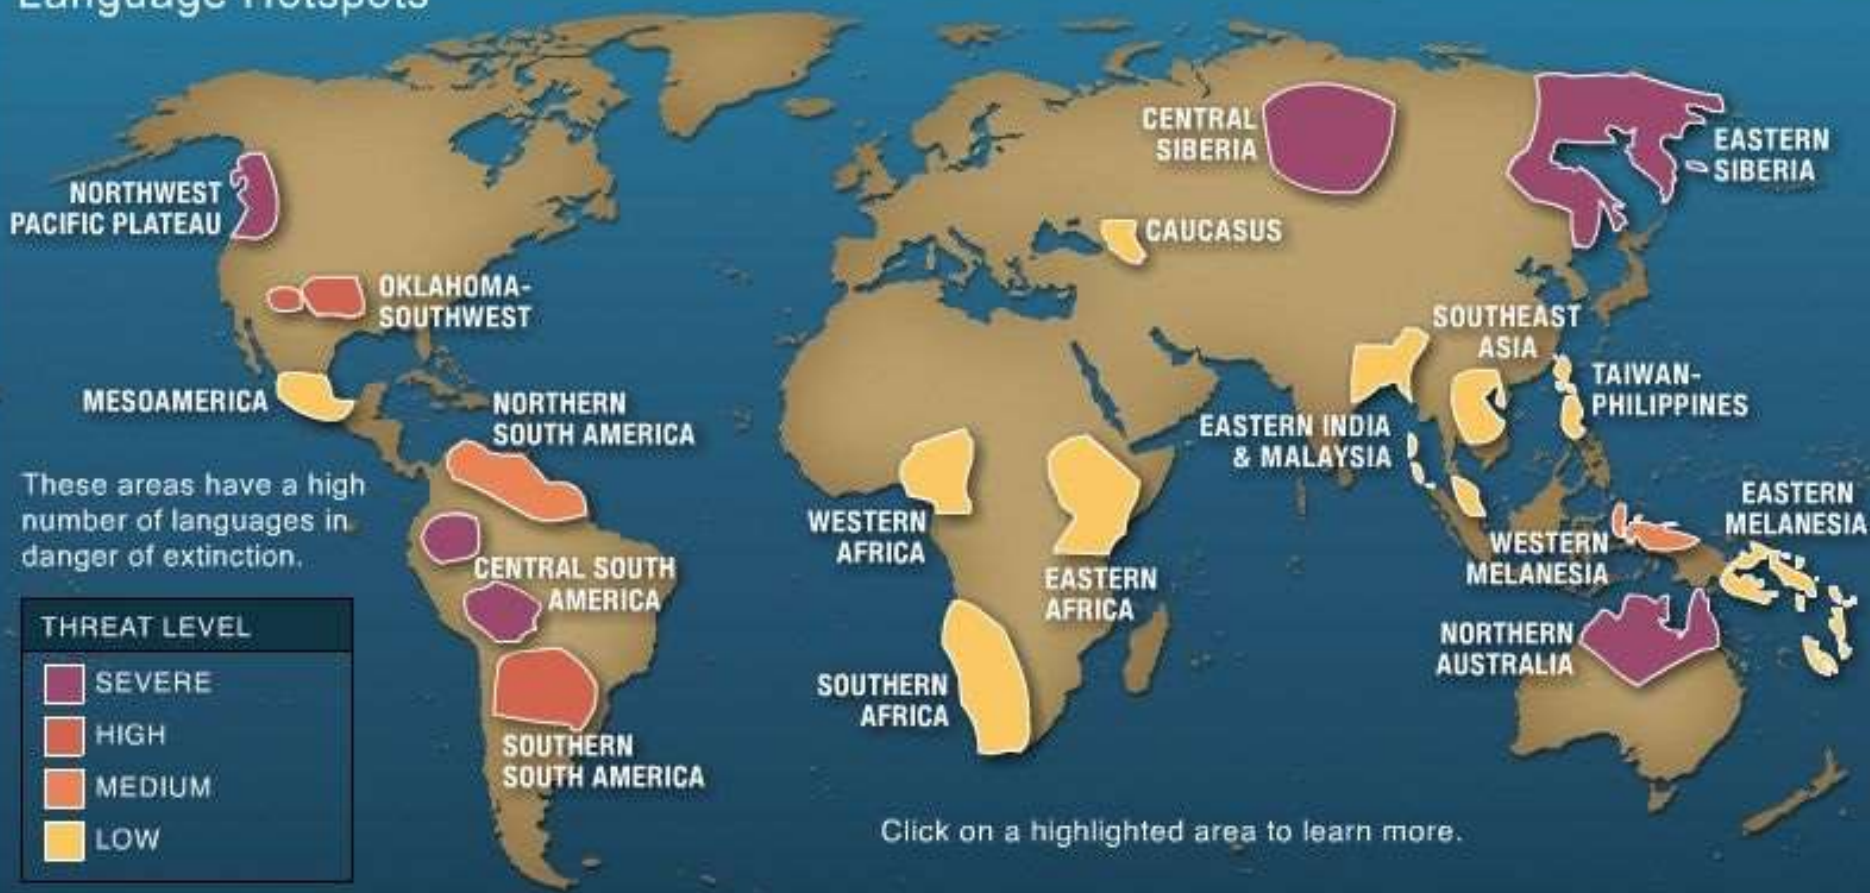 Language Hotspots
CENTRAL
SIBERIA
EASTERN
SIBERIA
NORTHWEST
PACIFIC PLATEAU
CAUCASUS
OKLAHOMA-
SOUTHWEST
SOUTHEAST
ASIA
TAIWAN-
PHILIPPINES
MESOAMERICA
NORTHERN
SOUTH AMERICA
EASTERN INDIA
& MALAYSIA
These areas have a high
number of languages in
danger of extinction.
EASTERN
MELANESIA
WESTERN
AFRICA
WESTERN
MELANESIA
CENTRAL SOUTH
AMERICA
EASTERN
AFRICA
NORTHERN
AUSTRALIA
SOUTHERN
AFRICA
SOUTHERN
SOUTH AMERICA
THREAT LEVEL
SEVERE
HIGH
MEDIUM
LOW
Click on a highlighted area to learn more.